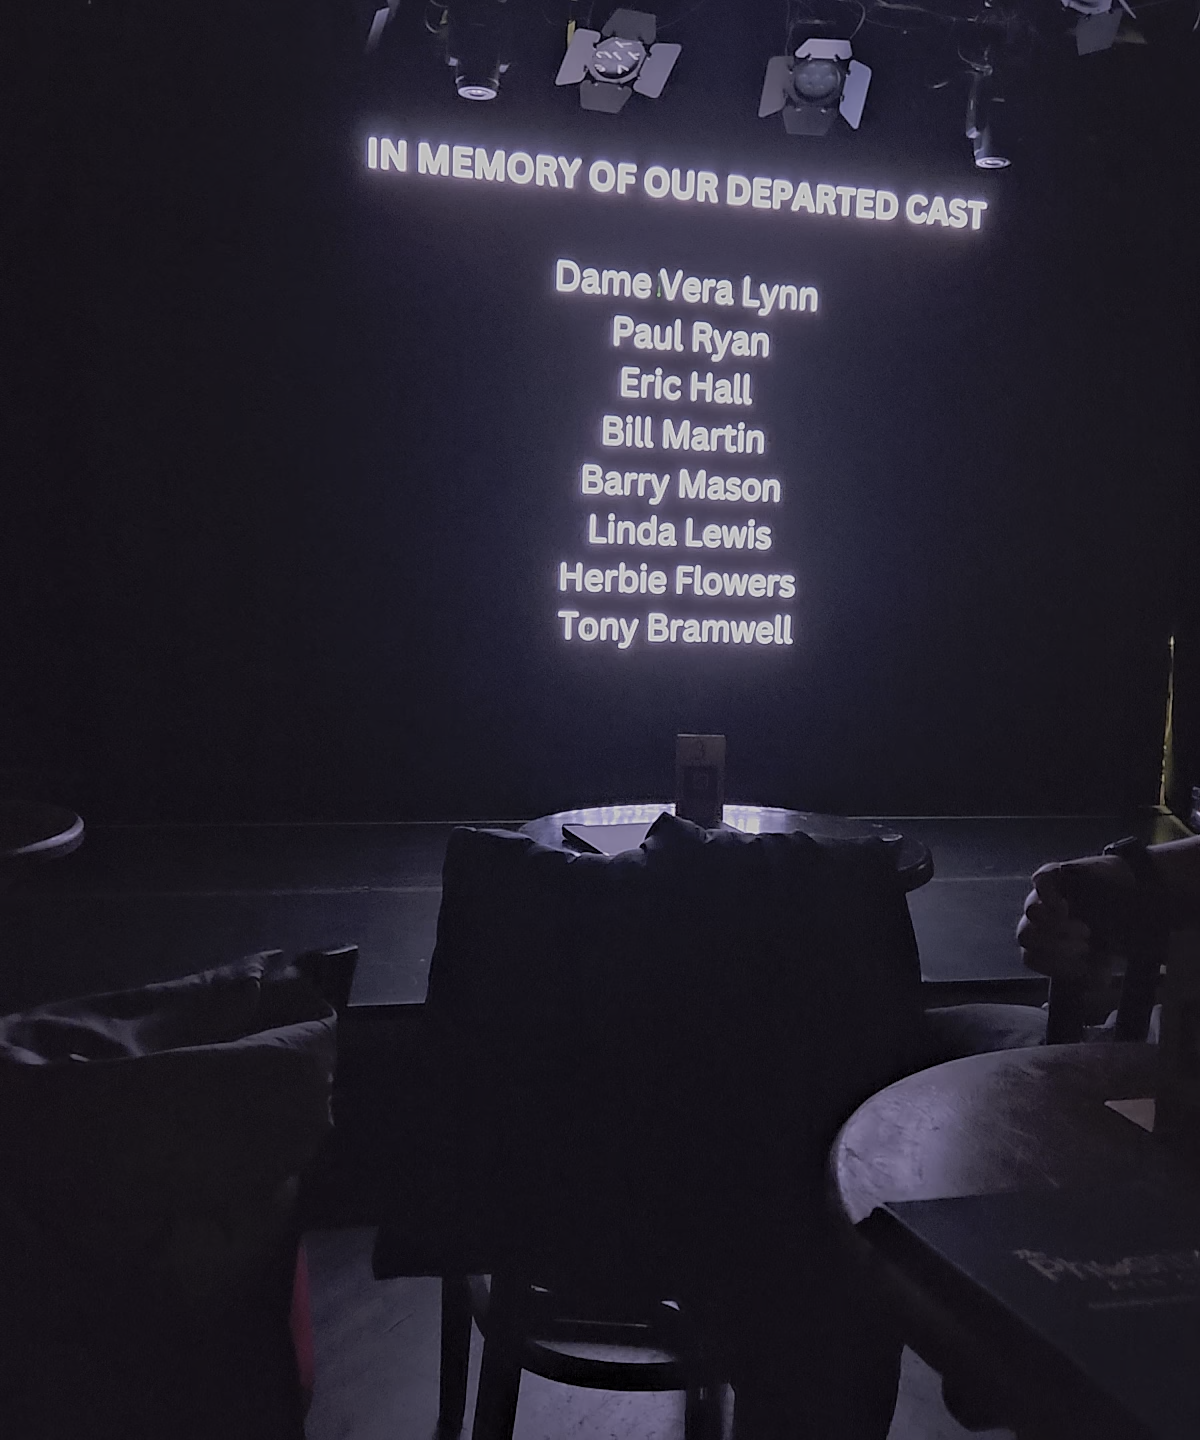 IN MEMORY OF OUR DEPARTED CAST
Dame Vera Lynn
Paul Ryan
Eric Hall
Bill Martin
Barry Mason
Linda Lewis
Herbie Flowers
Tony Bramwell
3